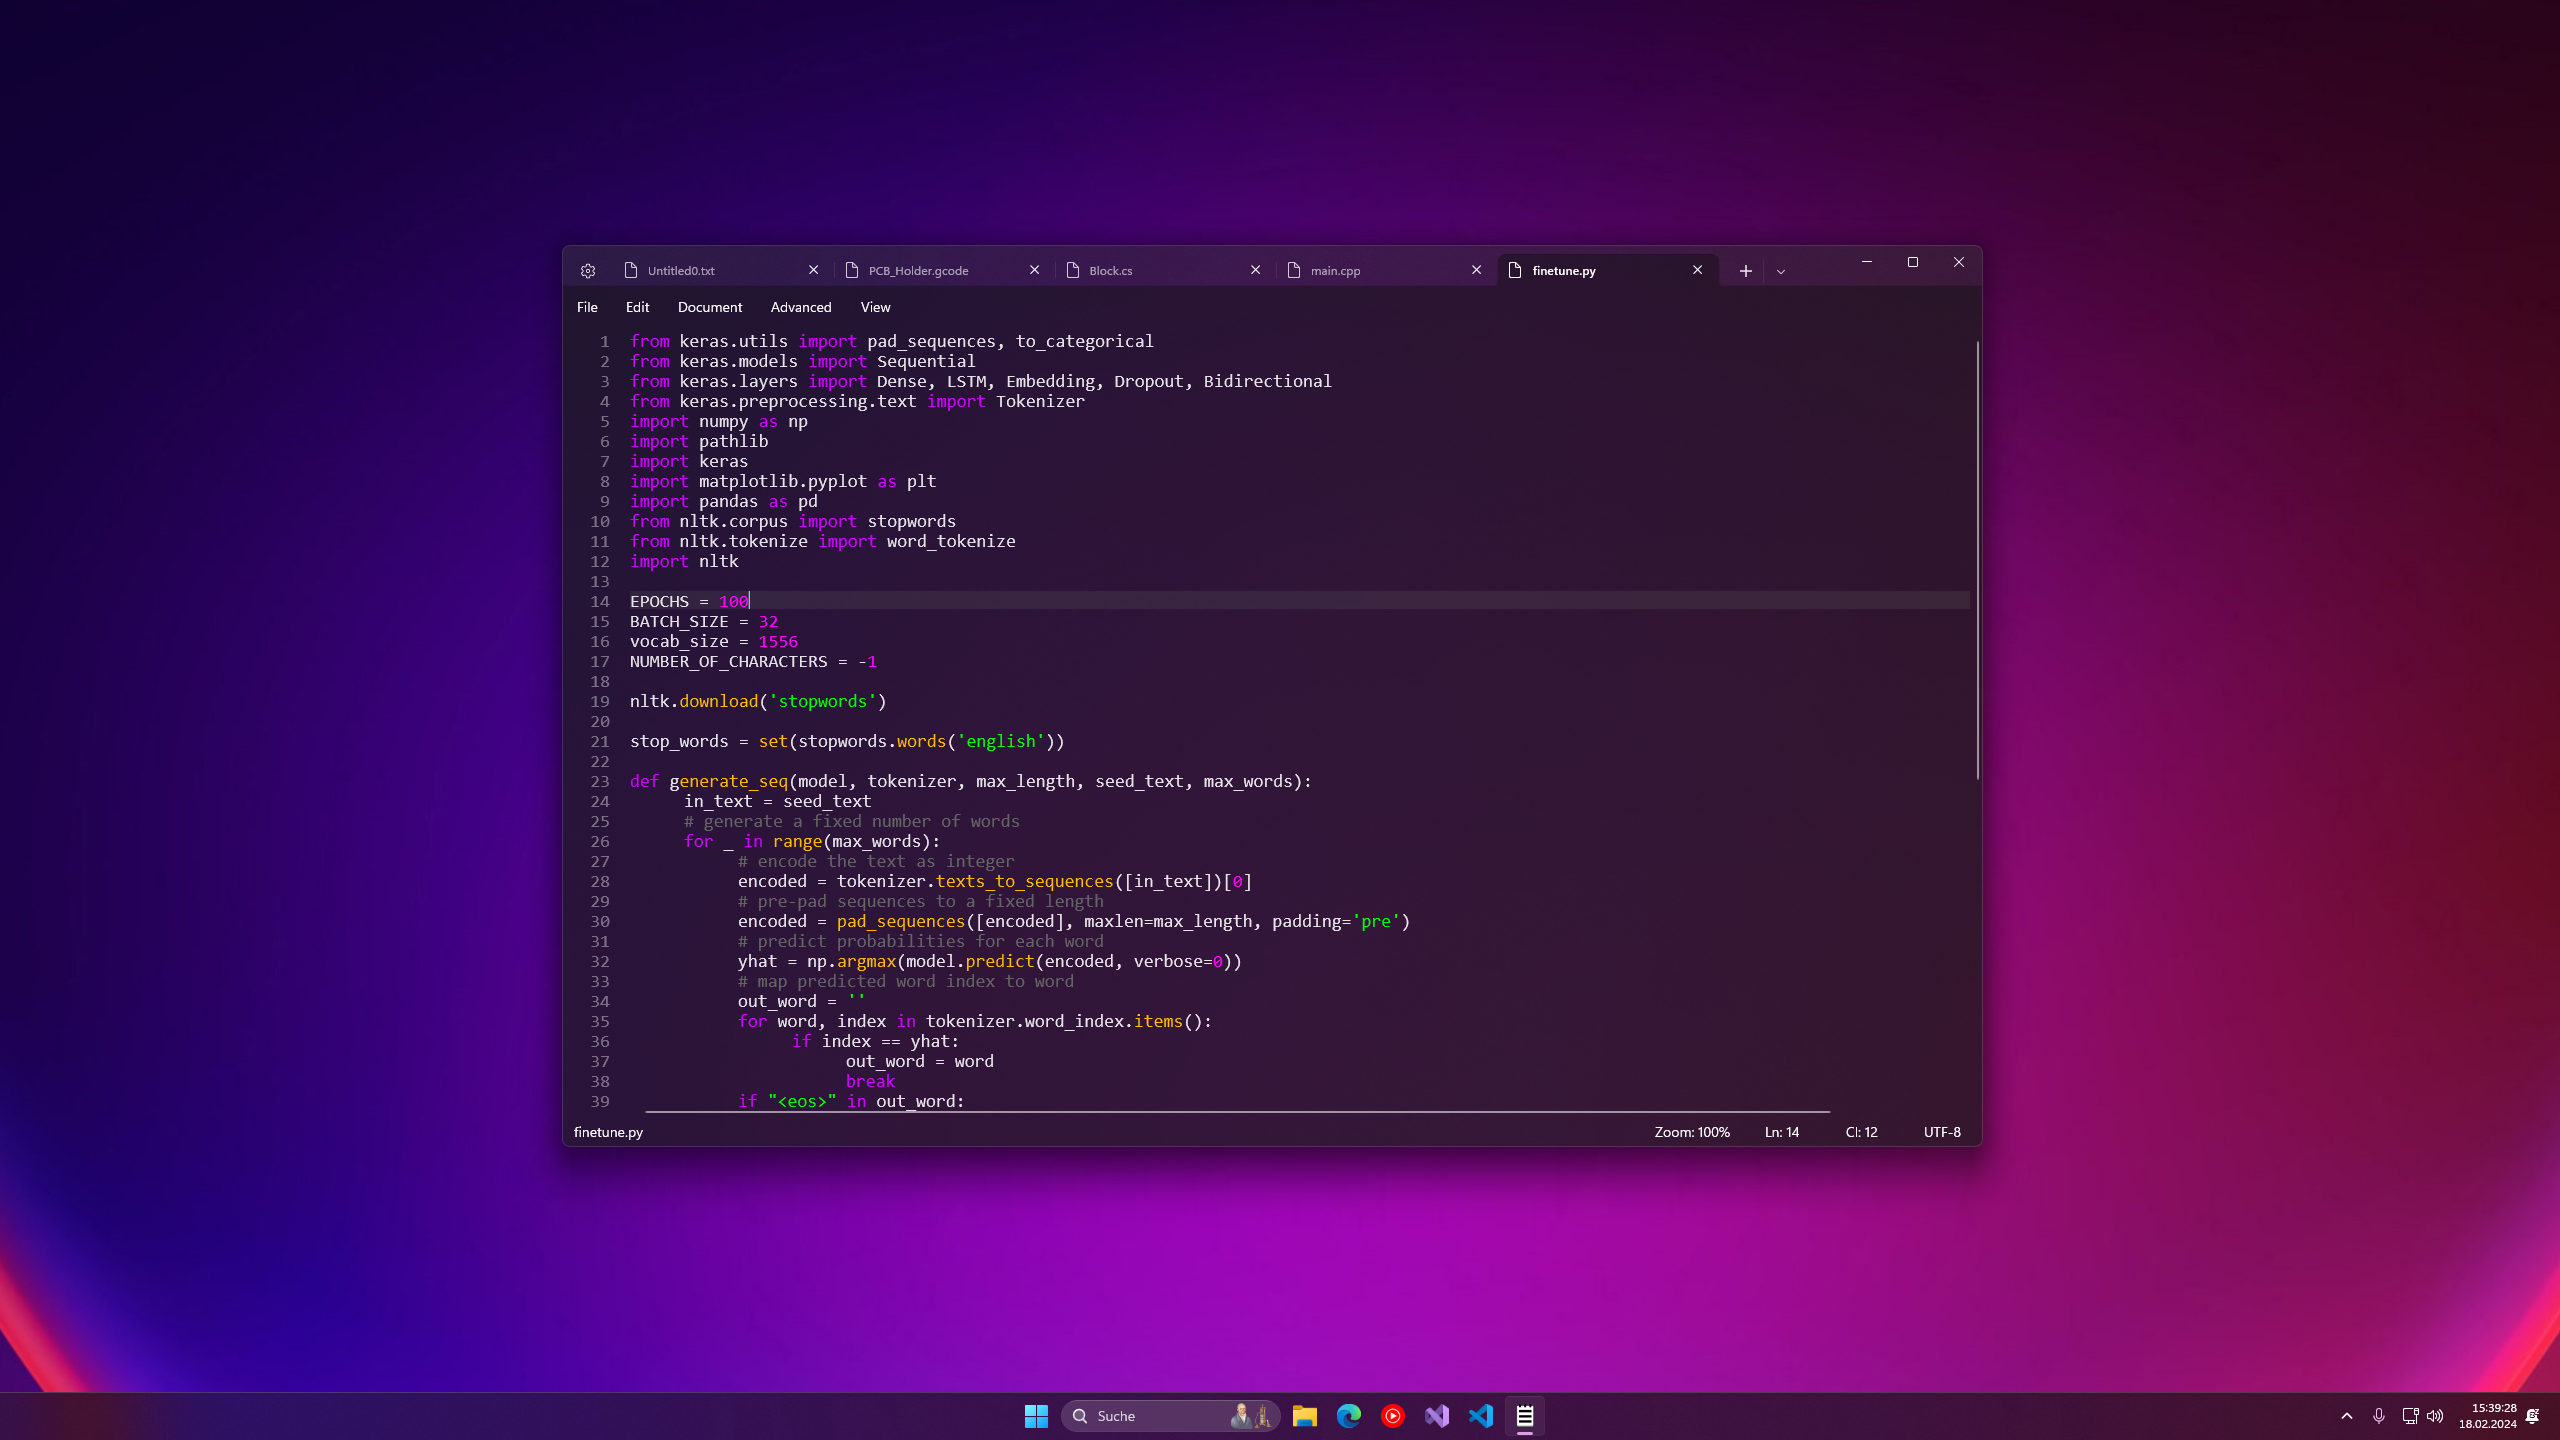 Untitled0.txt PCB_Holder.gcode Block.cs main.cpp finetune.py
File Edit Document Advanced View
1 from keras.utils import pad_sequences, to_categorical
2 from keras.models import Sequential
3 from keras.layers import Dense, LSTM, Embedding, Dropout, Bidirectional
4 from keras.preprocessing.text import Tokenizer
5 import numpy as np
6 import pathlib
7 import keras
8 import matplotlib.pyplot as plt
9 import pandas as pd
10 from nltk.corpus import stopwords
11 from nltk.tokenize import word_tokenize
12 import nltk
13
14 EPOCHS = 100
15 BATCH_SIZE = 32
16 vocab_size = 1556
17 NUMBER_OF_CHARACTERS = -1
18
19 nltk.download('stopwords')
20
21 stop_words = set(stopwords.words('english'))
22
23 def generate_seq(model, tokenizer, max_length, seed_text, max_words):
24 in_text = seed_text
25 # generate a fixed number of words
26 for _ in range(max_words):
27 # encode the text as integer
28 encoded = tokenizer.texts_to_sequences([in_text])[0]
29 # pre-pad sequences to a fixed length
30 encoded = pad_sequences([encoded], maxlen=max_length, padding='pre')
31 # predict probabilities for each word
32 yhat = np.argmax(model.predict(encoded, verbose=0))
33 # map predicted word index to word
34 out_word = ''
35 for word, index in tokenizer.word_index.items():
36 if index == yhat:
37 out_word = word
38 break
39 if "<eos>" in out_word:
finetune.py Zoom: 100% Ln: 14 Cl: 12 UTF-8
Suche 15:39:28
18.02.2024